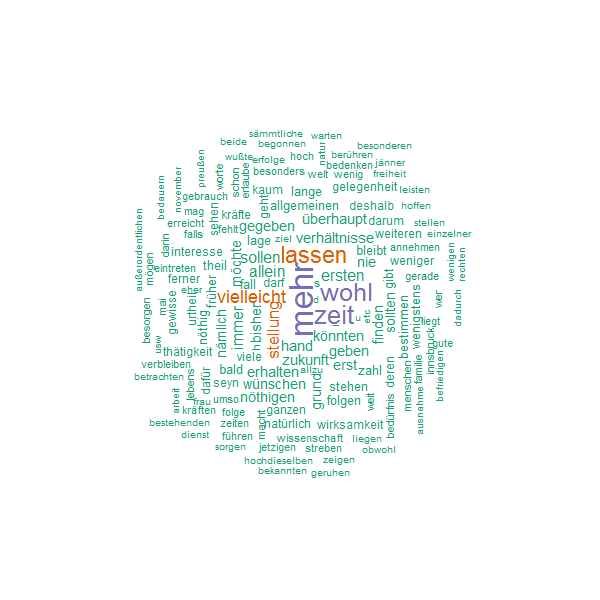 sämmtliche warten
beide begonnen besonderen
wußte erfolge hoch natur berühren
preußen worte schon erlaube besonders welt wenig bedenken jänner freiheit
november gebrauch kaum lange gelegenheit leisten
bedauern mag kräfte geht allgemeinen deshalb hoffen
erreicht sehen fehlt gegeben überhaupt darum stellen
außerordentlichen falls lage ziel verhältnisse weiteren einzelner
darin interesse möchte sollen lassen bleibt annehmen wenigen rechten
mögen eintreten theil allein ersten nie weniger
ferner früher fall darf mehr s wohl gibt gerade
gewisse urtheil vielleicht d sollten wenigstens wer dadurch
besorgen mai nöthig immer bisher stellung zeit u etc finden bestimmen liegt
usw nämlich h hand könnten innsbruck gute
thätigkeit viele zukunft geben familie
verbleiben bald erhalten allzu erst zahl deren menschen befriedigen
betrachten lebens dafür seyn wünschen grund stehen
arbeit frau eher umso nöthigen folgen weit bedürfnis ausnahme
kräften folge ganzen
bestehenden zeiten macht natürlich wirksamkeit
dienst führen wissenschaft liegen
sorgen jetzigen streben obwohl
hochdieselben zeigen
bekannten geruhen